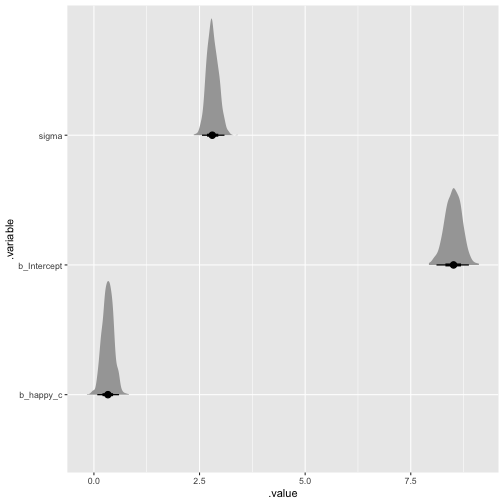 sigma
b_Intercept
b_happy_c
.variable
0.0 2.5 5.0 7.5
.value